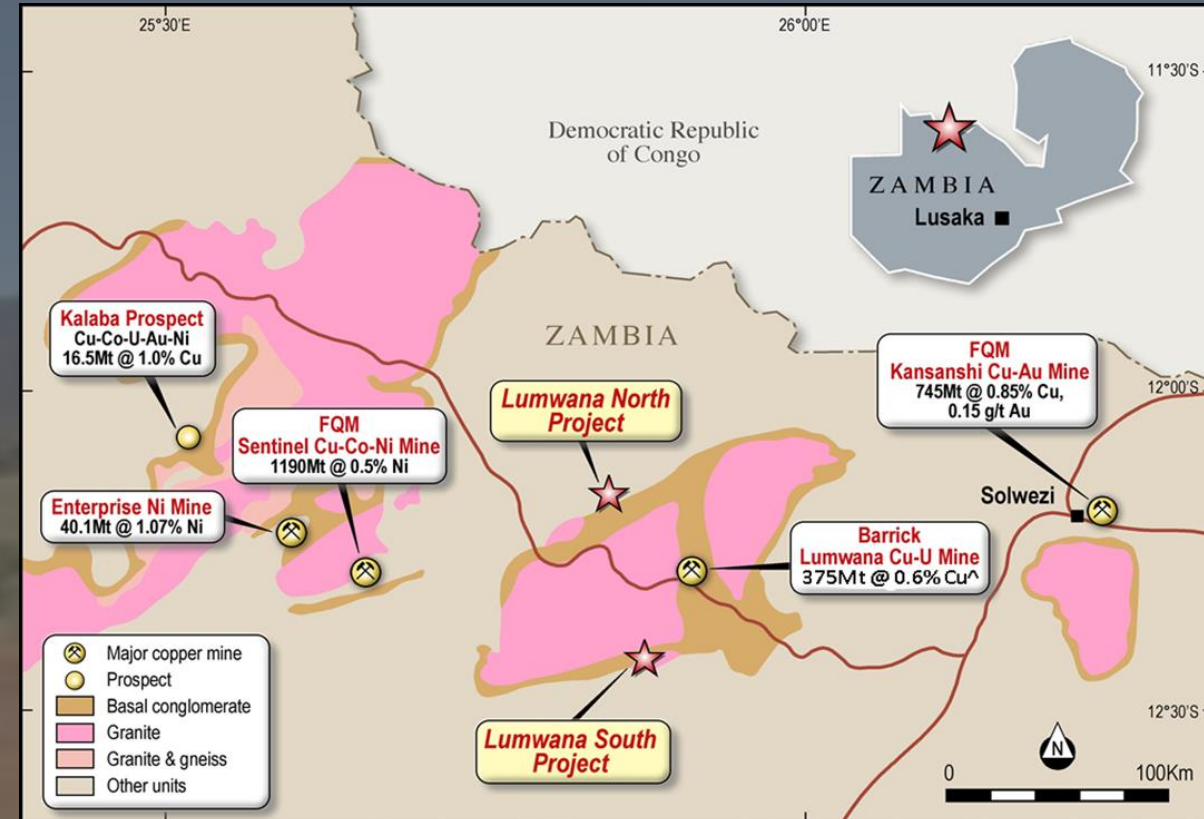 25°30'E
26°00'E
11°30'S
Democratic Republic
of Congo
ZAMBIA
Lusaka
Kalaba Prospect
Cu-Co-U-Au-Ni
16.5Mt @ 1.0% Cu
ZAMBIA
FQM
Kansanshi Cu-Au Mine
745Mt @ 0.85% Cu,
0.15 g/t Au
12°00'S
Lumwana North
Project
FQM
Sentinel Cu-Co-Ni Mine
1190Mt @ 0.5% Ni
Enterprise Ni Mine
40.1Mt @ 1.07% Ni
Solwezi
Barrick
Lumwana Cu-U Mine
375Mt @ 0.6% Cu^
Major copper mine
Prospect
Basal conglomerate
Granite
Granite & gneiss
Other units
Lumwana South
Project
12°30'S
N
0 100Km